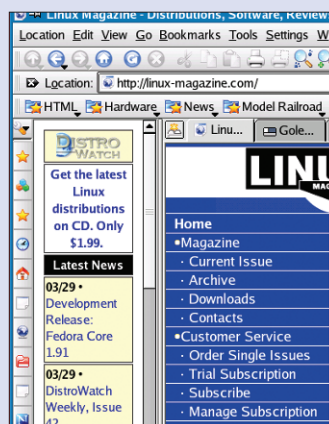 Linux Magazine - Distributions, Software, Reviews
Location Edit View Go Bookmarks Tools Settings
Location: http://linux-magazine.com/
HTML Hardware News Model Railroad
DISTRO
WATCH
Get the latest
Linux
distributions
on CD. Only
$1.99.
Latest News
03/29 •
Development
Release:
Fedora Core
1.91
03/29 •
DistroWatch
Weekly, Issue
42
Linu... Gole...
LINU
MAG
Home
•Magazine
· Current Issue
· Archive
· Downloads
· Contacts
•Customer Service
· Order Single Issues
· Trial Subscription
· Subscribe
· Manage Subscription